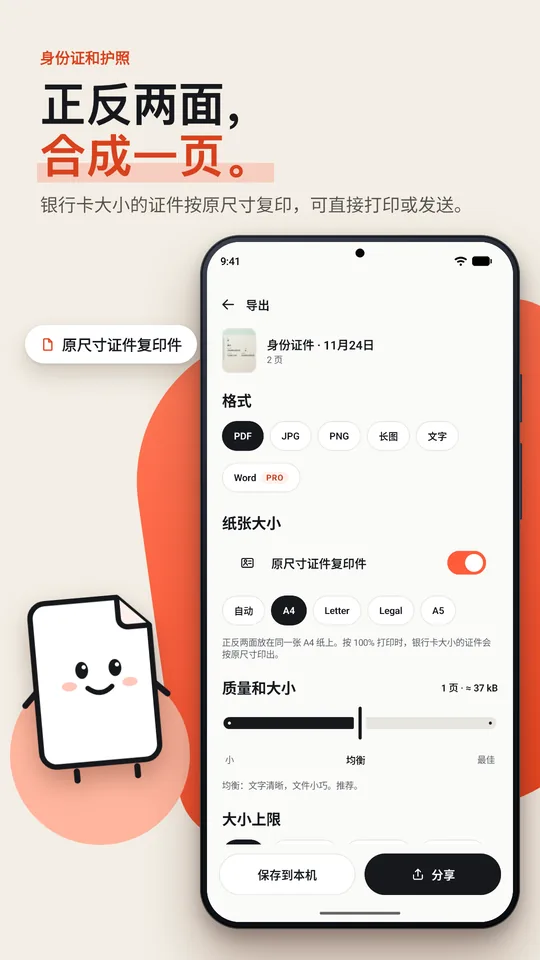 身份证和护照
正反两面，
合成一页。
银行卡大小的证件按原尺寸复印，可直接打印或发送。
9:41
导出
原尺寸证件复印件
身份证件 · 11月24日
2 页
格式
PDF JPG PNG 长图 文字
Word PRO
纸张大小
原尺寸证件复印件
自动 A4 Letter Legal A5
正反两面放在同一张 A4 纸上。按 100% 打印时，银行卡大小的证件会
按原尺寸印出。
质量和大小 1 页 · ≈ 37 kB
小 均衡 最佳
均衡：文字清晰，文件小巧。推荐。
大小上限
保存到本机 分享